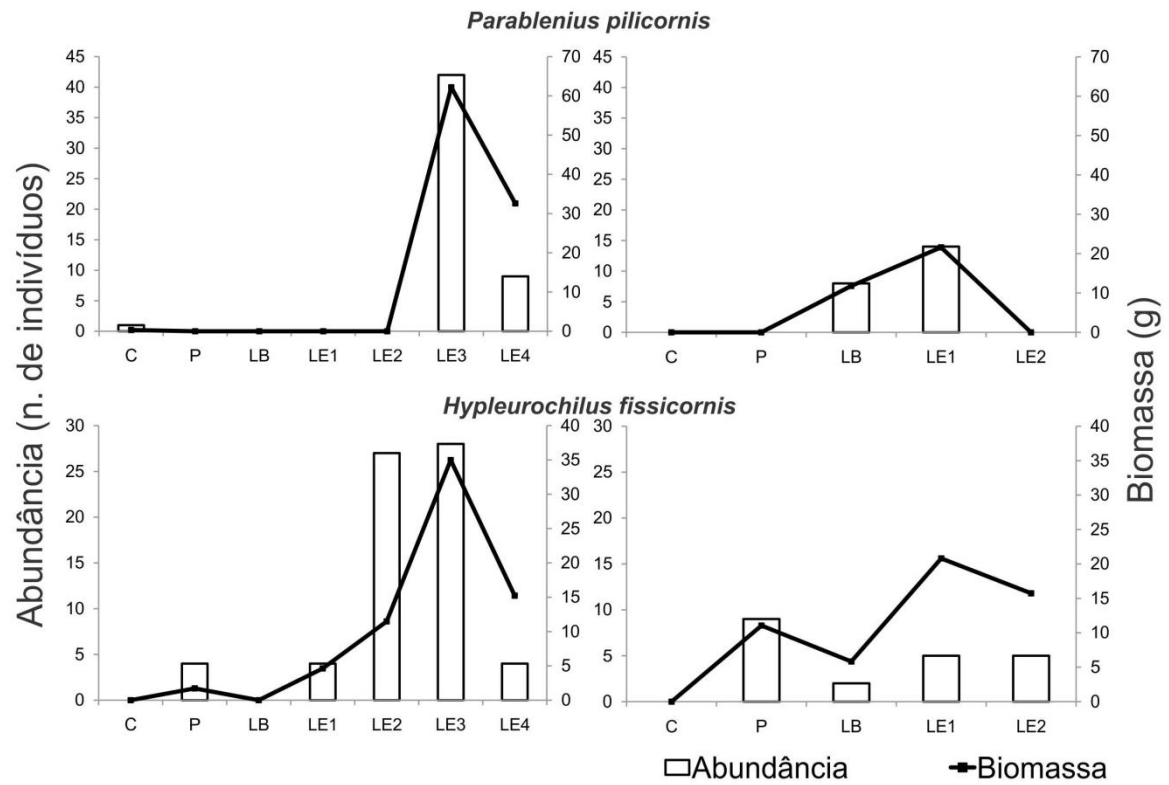 Parablenius pilicornis
45 40 35 30 25 20 15 10 5 0
70 60 50 40 30 20 10 0
C P LB LE1 LE2 LE3 LE4
45 40 35 30 25 20 15 10 5 0
70 60 50 40 30 20 10 0
C P LB LE1 LE2
Abundância (n. de indivíduos)
Biomassa (g)
Hypleurochilus fissicornis
30 25 20 15 10 5 0
40 35 30 25 20 15 10 5 0
C P LB LE1 LE2 LE3 LE4
30 25 20 15 10 5 0
40 35 30 25 20 15 10 5 0
C P LB LE1 LE2
Abundância Biomassa